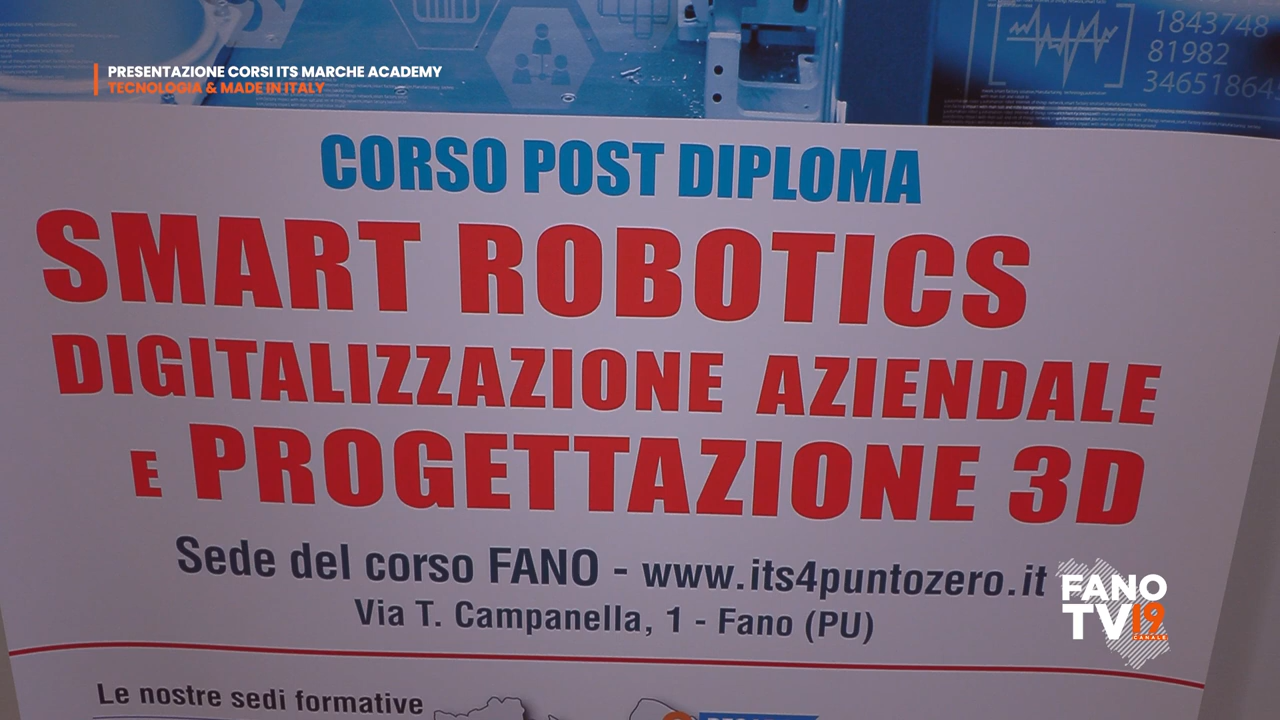 1843748
81982
3465186
PRESENTAZIONE CORSI ITS MARCHE ACADEMY
TECNOLOGIA & MADE IN ITALY
CORSO POST DIPLOMA
SMART ROBOTICS
DIGITALIZZAZIONE AZIENDALE
E PROGETTAZIONE 3D
Sede del corso FANO - www.its4puntozero.it
Via T. Campanella, 1 - Fano (PU)
FANO
TV19
CANALE
Le nostre sedi formative